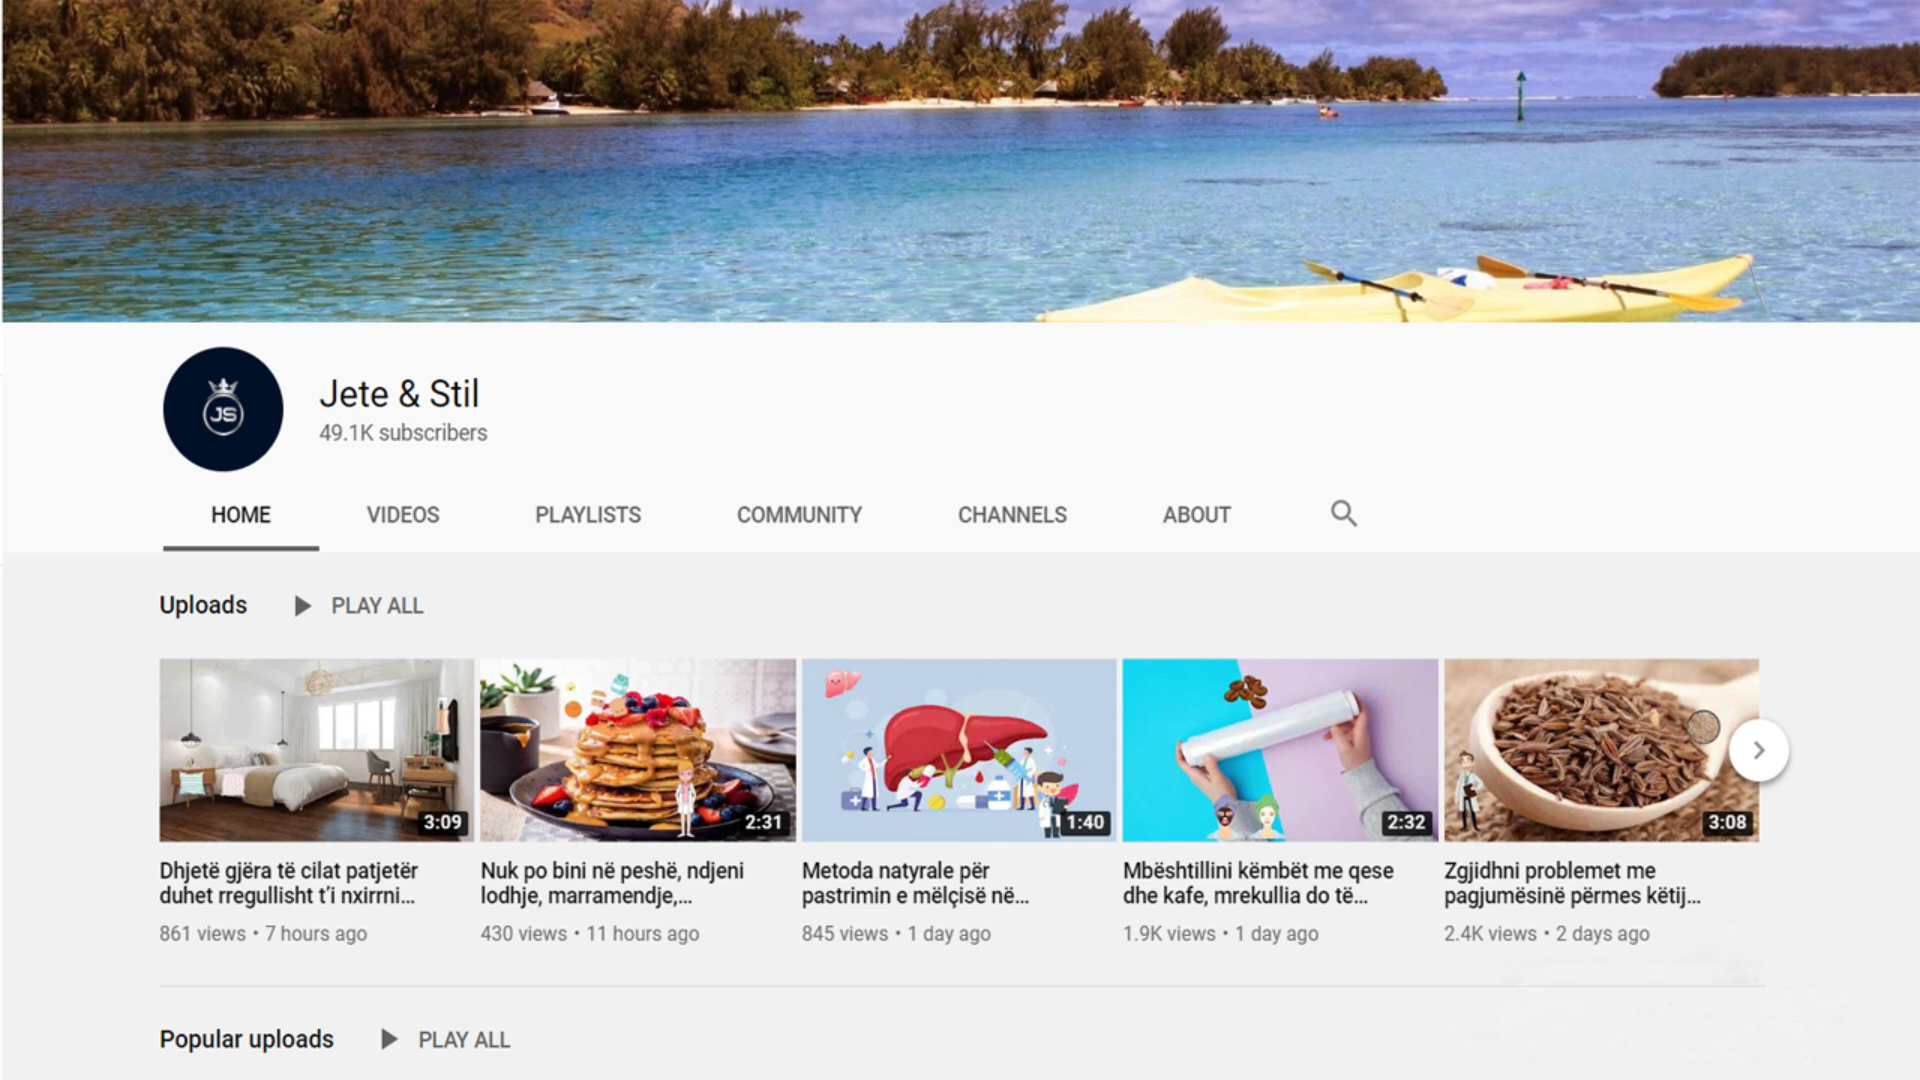 JS
Jete & Stil
49.1K subscribers
HOME VIDEOS PLAYLISTS COMMUNITY CHANNELS ABOUT
Uploads PLAY ALL
3:09 2:31 1:40 2:32 3:08
Dhjetë gjëra të cilat patjetër
duhet rregullisht t’i nxirrni...
861 views • 7 hours ago
Nuk po bini në peshë, ndjeni
lodhje, marramendje,...
430 views • 11 hours ago
Metoda natyrale për
pastrimin e mëlçisë në...
845 views • 1 day ago
Mbështillini këmbët me qese
dhe kafe, mrekullia do të...
1.9K views • 1 day ago
Zgjidhni problemet me
pagjumësinë përmes këtij...
2.4K views • 2 days ago
Popular uploads PLAY ALL